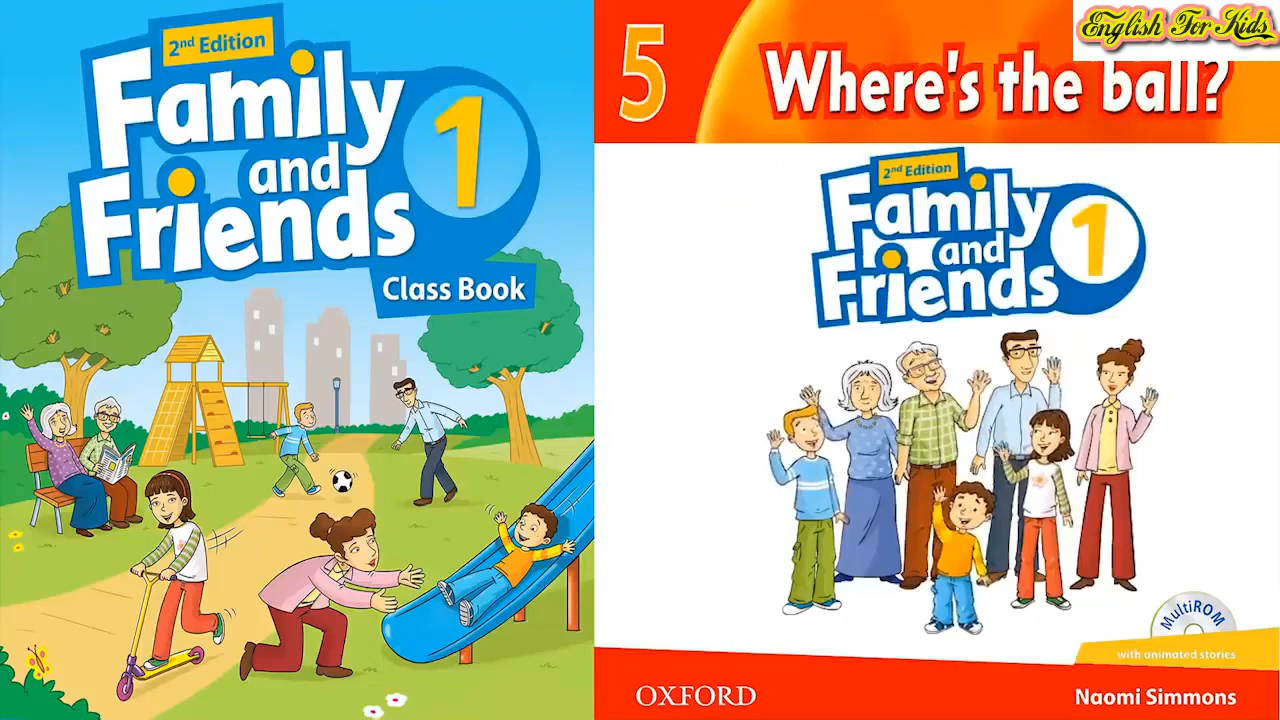 2nd Edition
Family
and
Friends
1
Class Book
English For Kids
5 Where's the ball?
2nd Edition
Family
and
Friends
1
MultiROM
with animated stories
OXFORD
Naomi Simmons